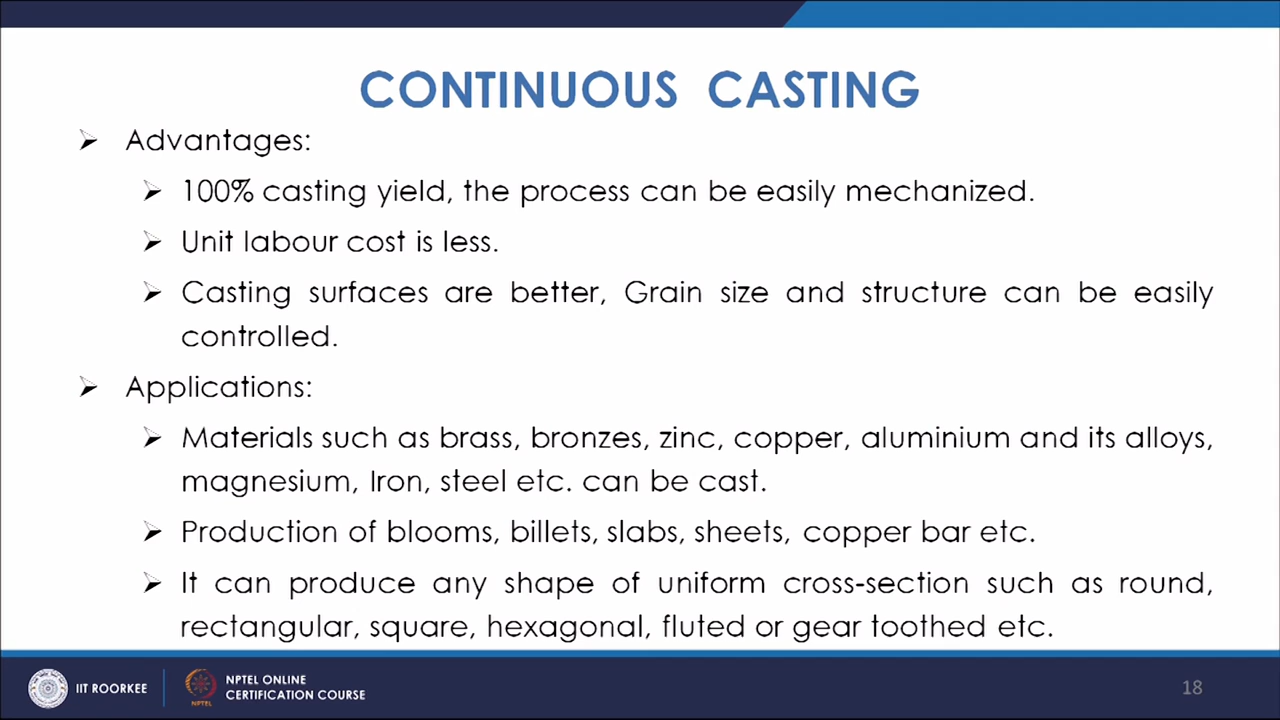 CONTINUOUS CASTING
➢ Advantages:
➢ 100% casting yield, the process can be easily mechanized.
➢ Unit labour cost is less.
➢ Casting surfaces are better, Grain size and structure can be easily
controlled.
➢ Applications:
➢ Materials such as brass, bronzes, zinc, copper, aluminium and its alloys,
magnesium, Iron, steel etc. can be cast.
➢ Production of blooms, billets, slabs, sheets, copper bar etc.
➢ It can produce any shape of uniform cross-section such as round,
rectangular, square, hexagonal, fluted or gear toothed etc.
IIT ROORKEE
NPTEL
NPTEL ONLINE
CERTIFICATION COURSE
18